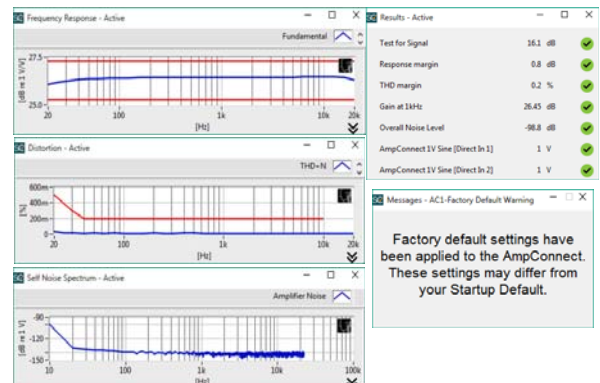 Frequency Response - Active
Fundamental
27.5
25.0
[dB re 1 V/V]
20 100 1k 10k 20k
[Hz]
Distortion - Active
THD+N
600m
400m
200m
0
[%]
20 100 1k 10k 20k
[Hz]
Self Noise Spectrum - Active
Amplifier Noise
-90
-120
-150
[dB re 1 V]
10 100 1k 10k 100k
[Hz]
Results - Active
Test for Signal 16.1 dB
Response margin 0.8 dB
THD margin 0.2 %
Gain at 1kHz 26.45 dB
Overall Noise Level -98.8 dB
AmpConnect 1V Sine [Direct In 1] 1 V
AmpConnect 1V Sine [Direct In 2] 1 V
Messages - AC1-Factory Default Warning
Factory default settings have
been applied to the AmpConnect.
These settings may differ from
your Startup Default.